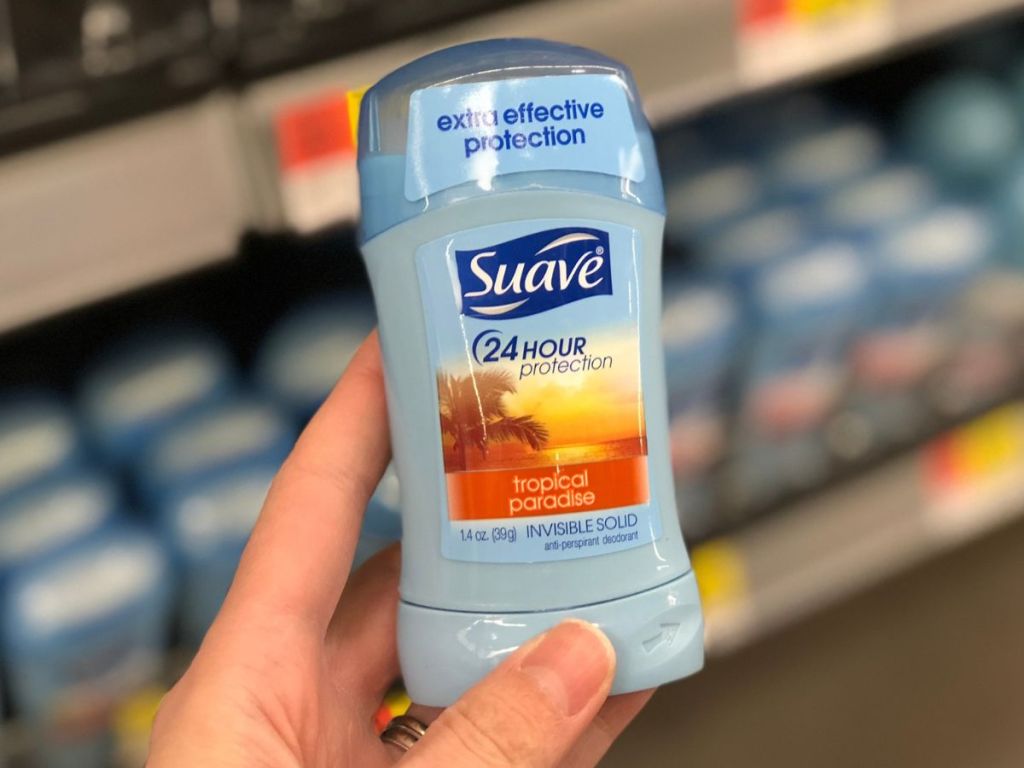 extra effective
protection
Suave®
24 HOUR
protection
tropical
paradise
1.4 oz. (39g) INVISIBLE SOLID
anti-perspirant deodorant